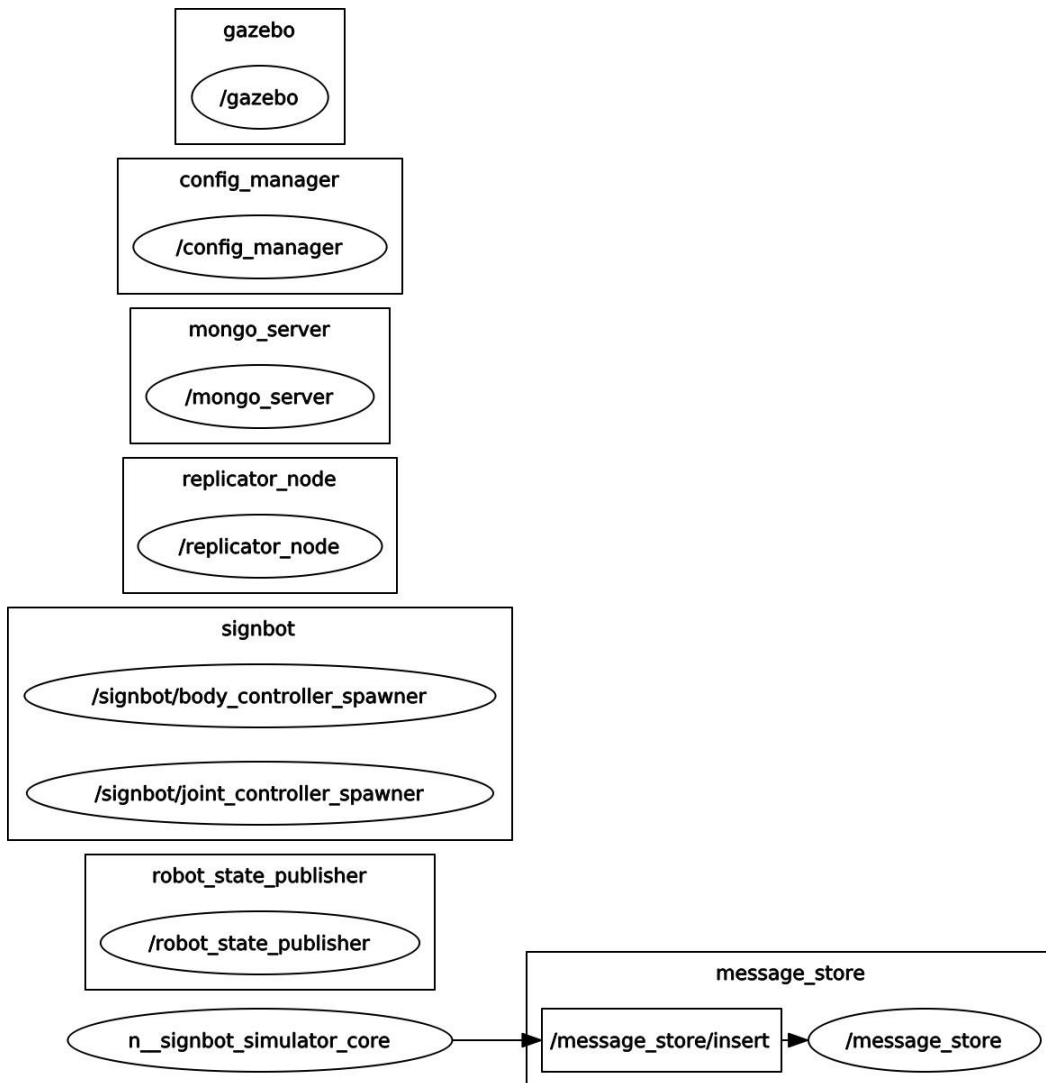 gazebo
/gazebo
config_manager
/config_manager
mongo_server
/mongo_server
replicator_node
/replicator_node
signbot
/signbot/body_controller_spawner
/signbot/joint_controller_spawner
robot_state_publisher
/robot_state_publisher
message_store
n__signbot_simulator_core
/message_store/insert
/message_store